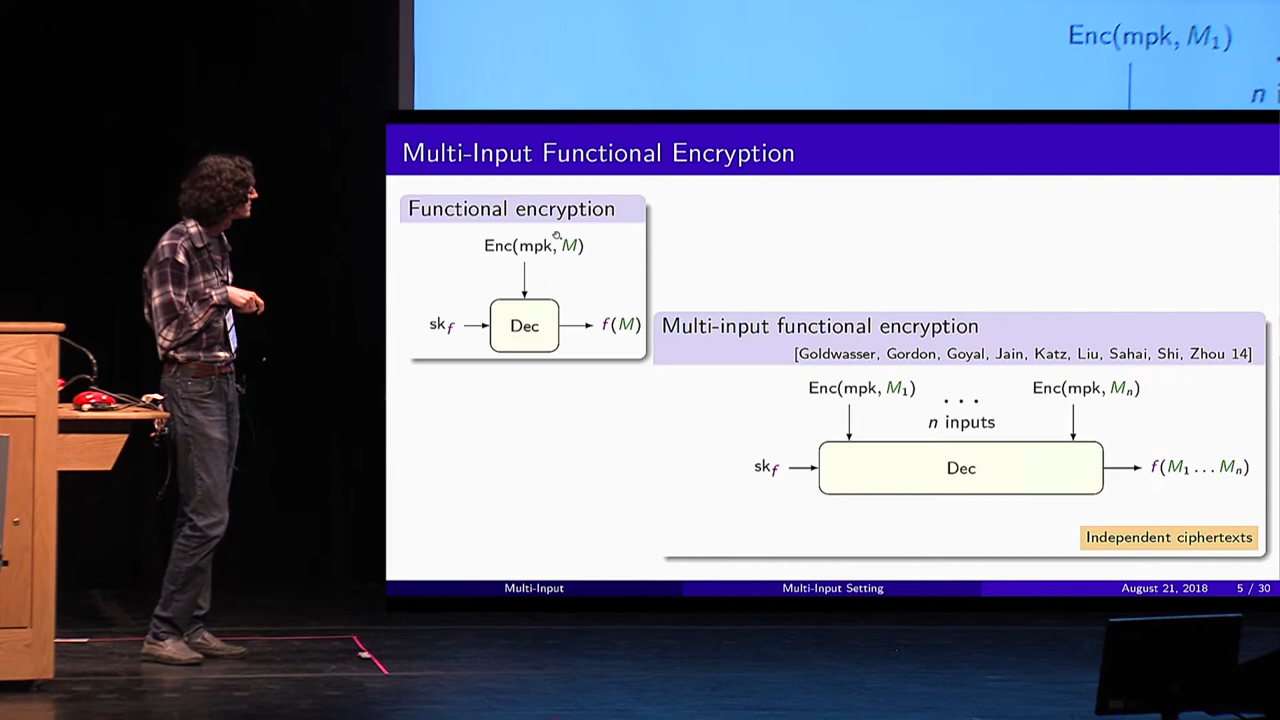 Enc(mpk, M₁)
n
Multi-Input Functional Encryption
Functional encryption
Enc(mpk, M)
sk_f
Dec
f(M)
Multi-input functional encryption
[Goldwasser, Gordon, Goyal, Jain, Katz, Liu, Sahai, Shi, Zhou 14]
Enc(mpk, M₁) ... Enc(mpk, Mₙ)
n inputs
sk_f
Dec
f(M₁ ... Mₙ)
Independent ciphertexts
Multi-Input Multi-Input Setting August 21, 2018 5 / 30